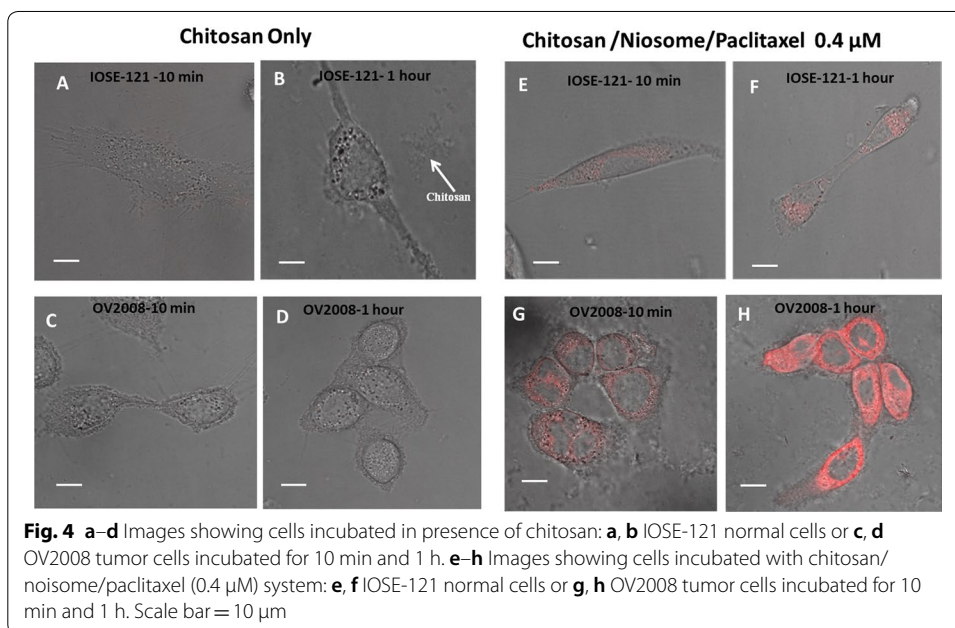 Chitosan Only
Chitosan /Niosome/Paclitaxel 0.4 µM
A
IOSE-121 -10 min
B
IOSE-121- 1 hour
Chitosan
E
IOSE-121- 10 min
F
IOSE-121-1 hour
C
OV2008-10 min
D
OV2008-1 hour
G
OV2008-10 min
H
OV2008-1 hour
Fig. 4 a–d Images showing cells incubated in presence of chitosan: a, b IOSE-121 normal cells or c, d
OV2008 tumor cells incubated for 10 min and 1 h. e–h Images showing cells incubated with chitosan/
noisome/paclitaxel (0.4 µM) system: e, f IOSE-121 normal cells or g, h OV2008 tumor cells incubated for 10
min and 1 h. Scale bar = 10 µm